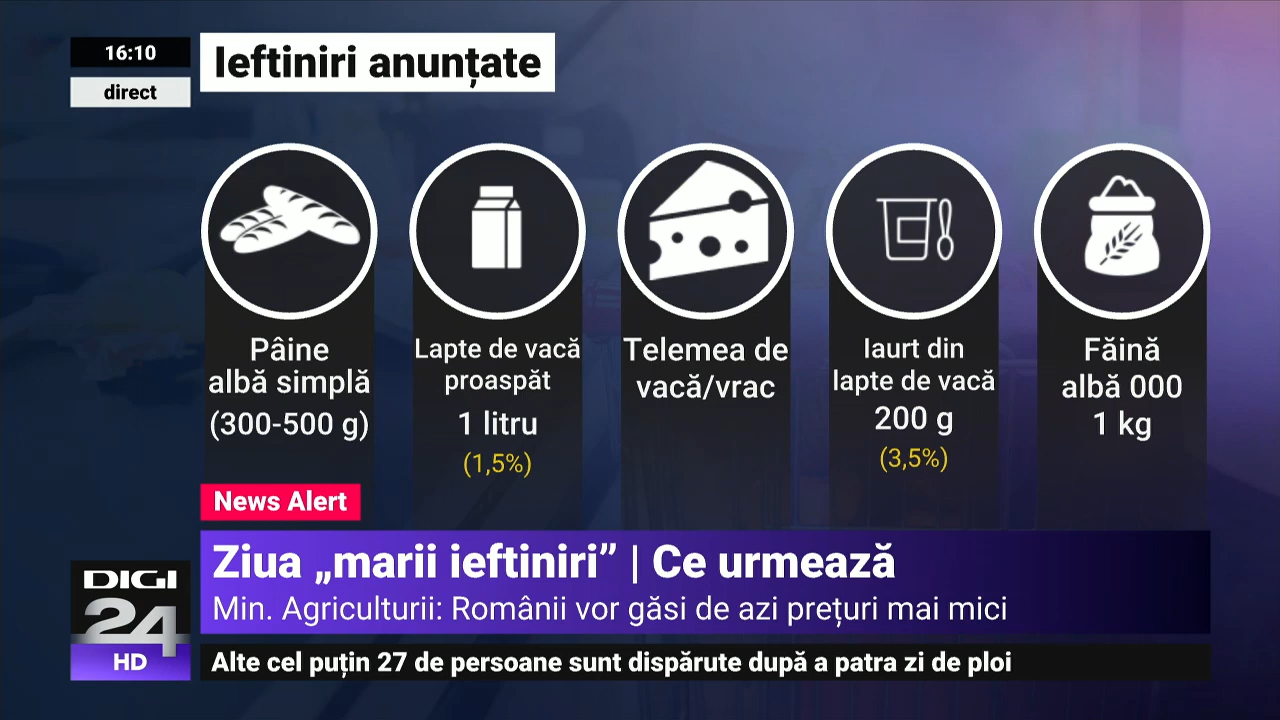 16:10
direct
Ieftiniri anunțate
Pâine
albă simplă
(300-500 g)
Lapte de vacă
proaspăt
1 litru
(1,5%)
Telemea de
vacă/vrac
Iaurt din
lapte de vacă
200 g
(3,5%)
Făină
albă 000
1 kg
News Alert
Ziua „marii ieftiniri” | Ce urmează
Min. Agriculturii: Românii vor găsi de azi prețuri mai mici
DIGI
24
HD
Alte cel puțin 27 de persoane sunt dispărute după a patra zi de ploi